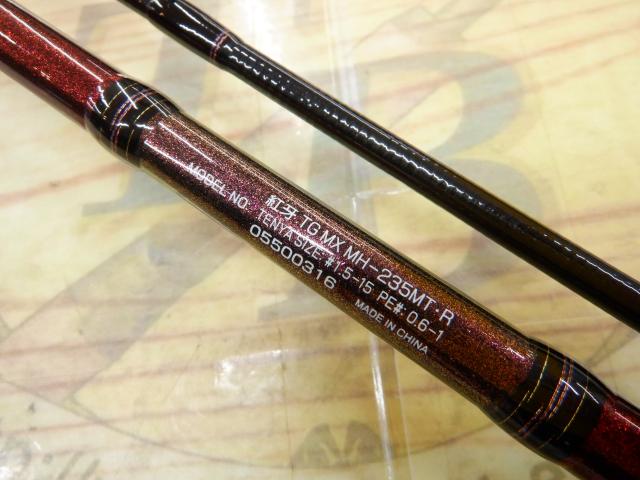 紅牙 TG MX MH-235MT・R
TENYA SIZE:#1.5-15 PE#:0.6-1
MODEL NO: 05500316 MADE IN CHINA